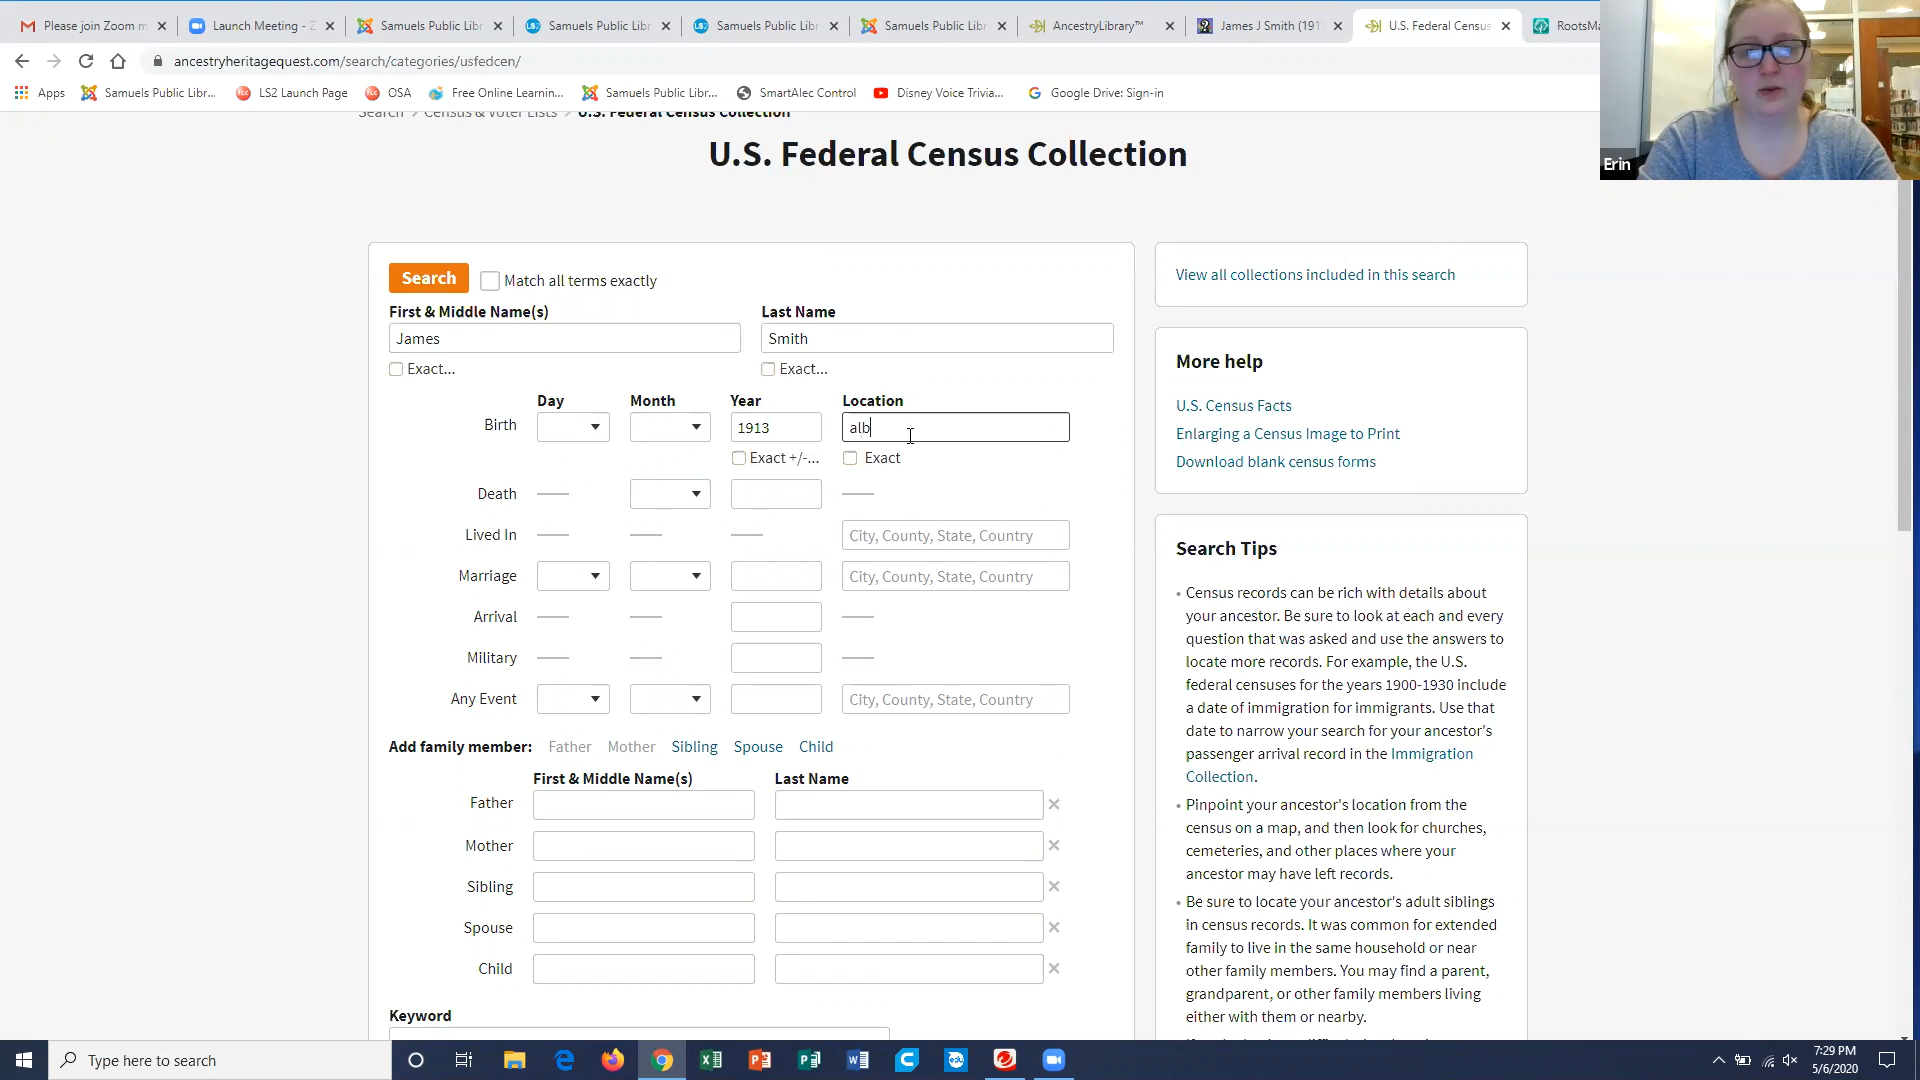 Please join Zoom m
Launch Meeting - Z
Samuels Public Libr
Samuels Public Libr
Samuels Public Libr
Samuels Public Libr
AncestryLibrary™
James J Smith (191
U.S. Federal Census
RootsMa
ancestryheritagequest.com/search/categories/usfedcen/
Apps
Samuels Public Libr...
LS2 Launch Page
OSA
Free Online Learnin...
Samuels Public Libr...
SmartAlec Control
Disney Voice Trivia...
Google Drive: Sign-in
Erin
Search / Census & Voter Lists / U.S. Federal Census Collection
U.S. Federal Census Collection
Search
Match all terms exactly
First & Middle Name(s)
Last Name
James
Smith
Exact...
Exact...
Day
Month
Year
Location
Birth
1913
alb
Exact +/-...
Exact
Death
Lived In
City, County, State, Country
Marriage
City, County, State, Country
Arrival
Military
Any Event
City, County, State, Country
Add family member:
Father
Mother
Sibling
Spouse
Child
First & Middle Name(s)
Last Name
Father
Mother
Sibling
Spouse
Child
Keyword
View all collections included in this search
More help
U.S. Census Facts
Enlarging a Census Image to Print
Download blank census forms
Search Tips
• Census records can be rich with details about
your ancestor. Be sure to look at each and every
question that was asked and use the answers to
locate more records. For example, the U.S.
federal censuses for the years 1900-1930 include
a date of immigration for immigrants. Use that
date to narrow your search for your ancestor's
passenger arrival record in the Immigration
Collection.
• Pinpoint your ancestor's location from the
census on a map, and then look for churches,
cemeteries, and other places where your
ancestor may have left records.
• Be sure to locate your ancestor's adult siblings
in census records. It was common for extended
family to live in the same household or near
other family members. You may find a parent,
grandparent, or other family members living
either with them or nearby.
Type here to search
7:29 PM
5/6/2020